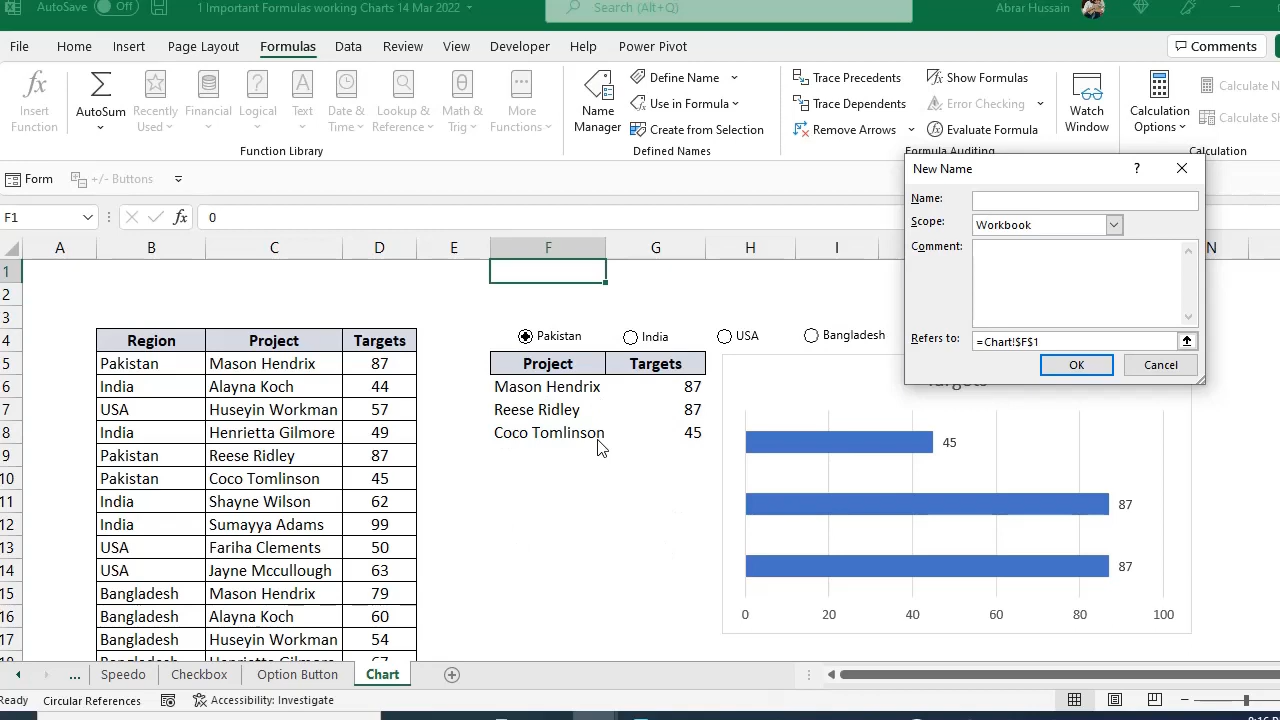 AutoSave Off 1 Important Formulas working Charts 14 Mar 2022 Search (Alt+Q) Abrar Hussain
File Home Insert Page Layout Formulas Data Review View Developer Help Power Pivot Comments
Insert Function
AutoSum
Recently Used
Financial
Logical
Text
Date & Time
Lookup & Reference
Math & Trig
More Functions
Function Library
Name Manager
Define Name
Use in Formula
Create from Selection
Defined Names
Trace Precedents
Trace Dependents
Remove Arrows
Show Formulas
Error Checking
Evaluate Formula
Formula Auditing
Watch Window
Calculation Options
Calculate N
Calculate Sh
Calculation
Form +/- Buttons
F1 fx 0
New Name ?
Name:
Scope: Workbook
Comment:
Refers to: =Chart!$F$1
OK Cancel
A B C D E F G H I N
1
2
3
4 Region Project Targets
5 Pakistan Mason Hendrix 87
6 India Alayna Koch 44
7 USA Huseyin Workman 57
8 India Henrietta Gilmore 49
9 Pakistan Reese Ridley 87
10 Pakistan Coco Tomlinson 45
11 India Shayne Wilson 62
12 India Sumayya Adams 99
13 USA Fariha Clements 50
14 USA Jayne Mccullough 63
15 Bangladesh Mason Hendrix 79
16 Bangladesh Alayna Koch 60
17 Bangladesh Huseyin Workman 54
18 Bangladesh Henrietta Gilmore 67
Pakistan India USA Bangladesh
Project Targets
Mason Hendrix 87
Reese Ridley 87
Coco Tomlinson 45
Targets
45
87
87
0 20 40 60 80 100
... Speedo Checkbox Option Button Chart
Ready Circular References Accessibility: Investigate